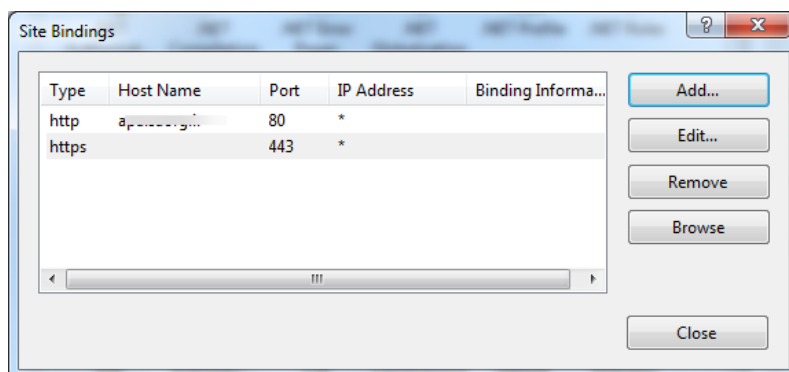 Site Bindings
Type Host Name Port IP Address Binding Informa...
http 80 *
https 443 *
Add...
Edit...
Remove
Browse
Close